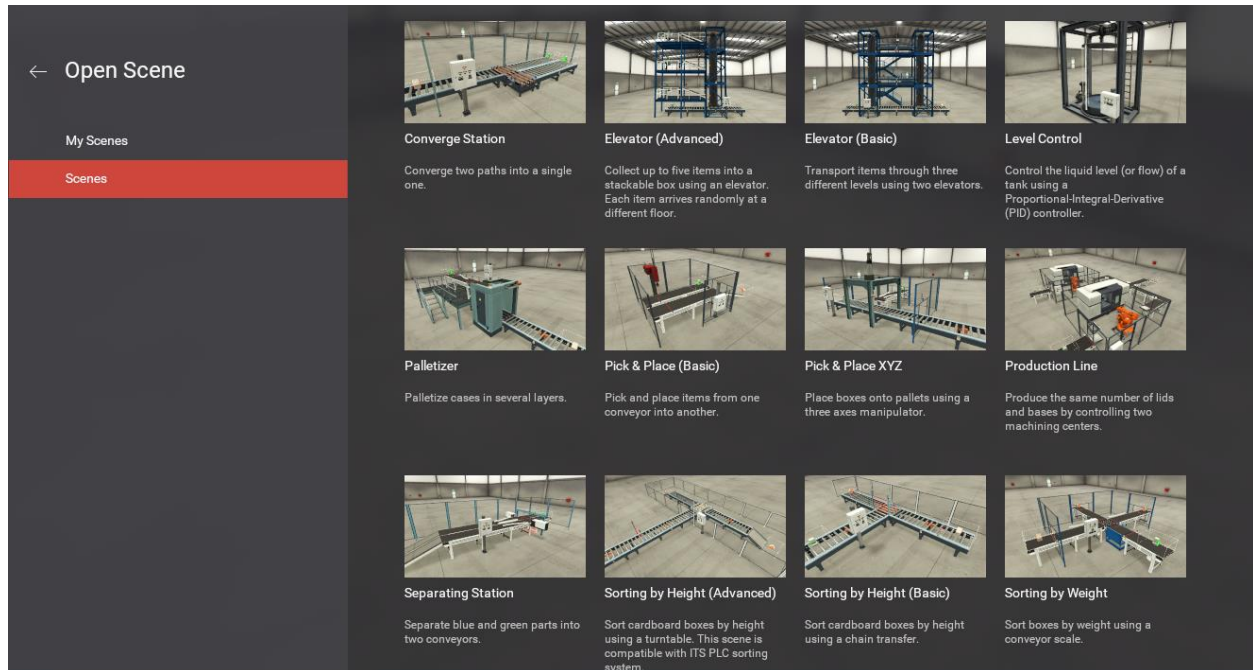 ← Open Scene
My Scenes
Scenes
Converge Station
Converge two paths into a single
one.
Elevator (Advanced)
Collect up to five items into a
stackable box using an elevator.
Each item arrives randomly at a
different floor.
Elevator (Basic)
Transport items through three
different levels using two elevators.
Level Control
Control the liquid level (or flow) of a
tank using a
Proportional-Integral-Derivative
(PID) controller.
Palletizer
Palletize cases in several layers.
Pick & Place (Basic)
Pick and place items from one
conveyor into another.
Pick & Place XYZ
Place boxes onto pallets using a
three axes manipulator.
Production Line
Produce the same number of lids
and bases by controlling two
machining centers.
Separating Station
Separate blue and green parts into
two conveyors.
Sorting by Height (Advanced)
Sort cardboard boxes by height
using a turntable. This scene is
compatible with ITS PLC sorting
system.
Sorting by Height (Basic)
Sort cardboard boxes by height
using a chain transfer.
Sorting by Weight
Sort boxes by weight using a
conveyor scale.